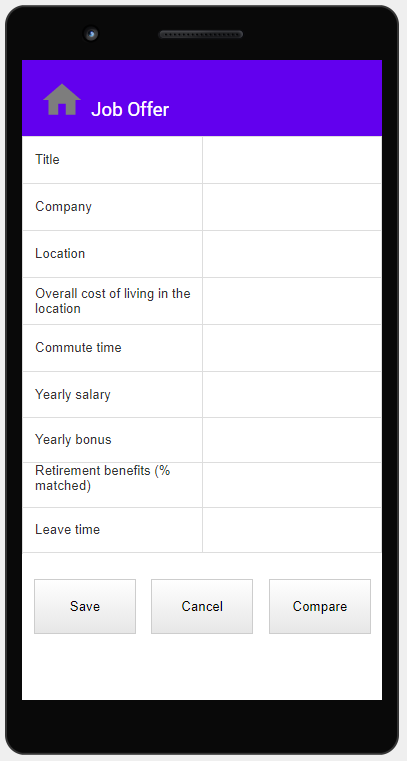 Job Offer
Title
Company
Location
Overall cost of living in the
location
Commute time
Yearly salary
Yearly bonus
Retirement benefits (%
matched)
Leave time
Save Cancel Compare